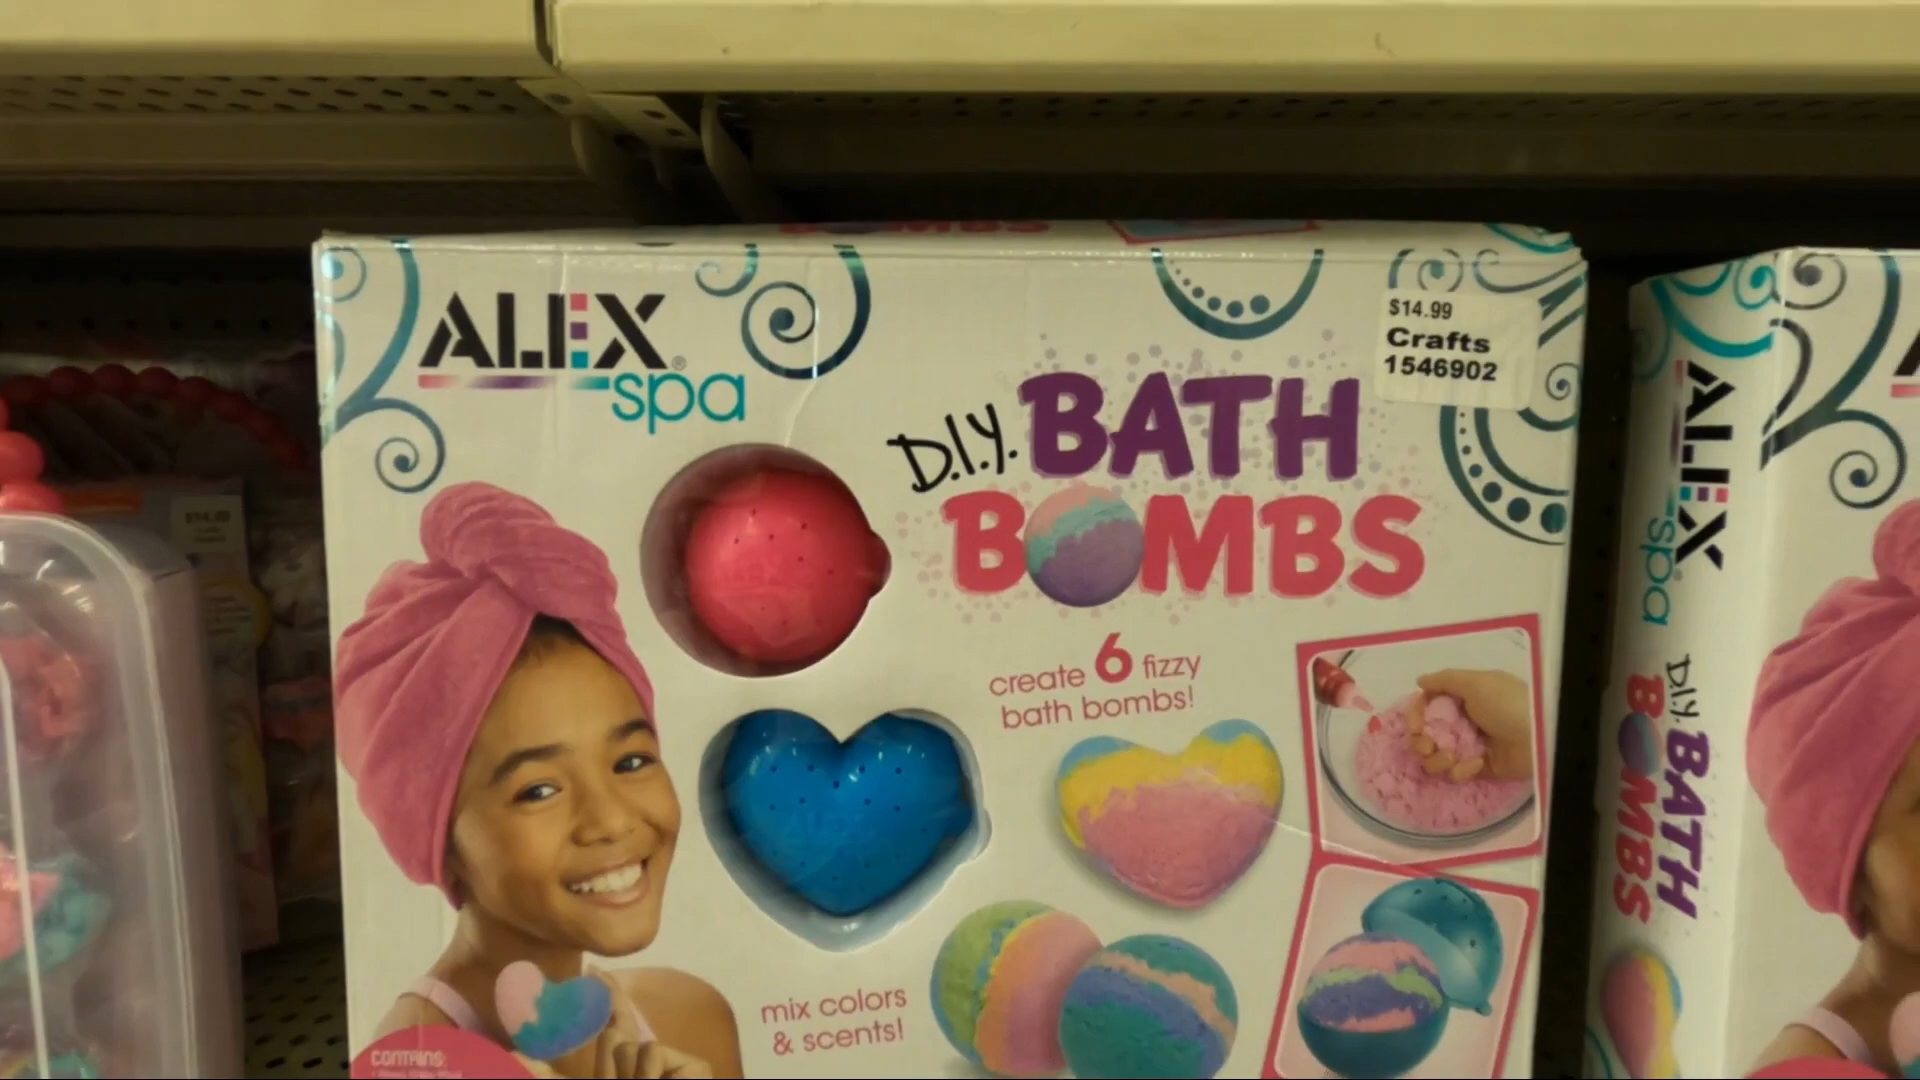 ALEX
spa
$14.99
Crafts
1546902
D.I.Y. BATH
BOMBS
create 6 fizzy
bath bombs!
mix colors
& scents!
CONTAINS:
BOMBS
ALEX
spa
D.I.Y. BATH
BOMBS